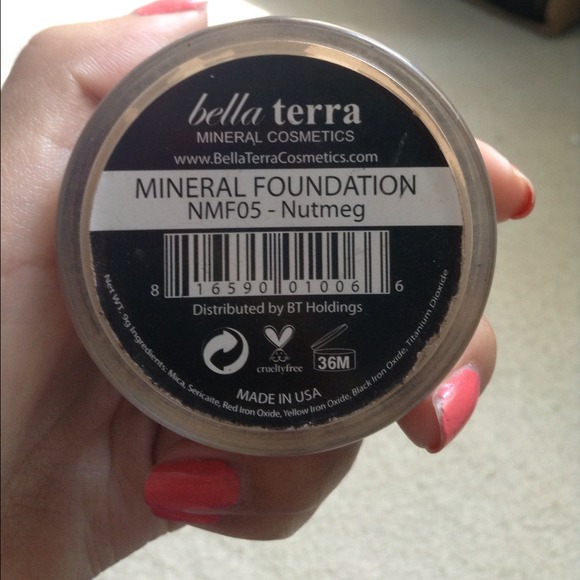 bella terra
MINERAL COSMETICS
www.BellaTerraCosmetics.com
MINERAL FOUNDATION
NMF05 - Nutmeg
8 16590 01006 6
Distributed by BT Holdings
crueltyfree
36M
MADE IN USA
Net WT. 9g Ingredients: Mica, Sericaite, Red Iron Oxide, Yellow Iron Oxide, Black Iron Oxide, Titanium Dioxide